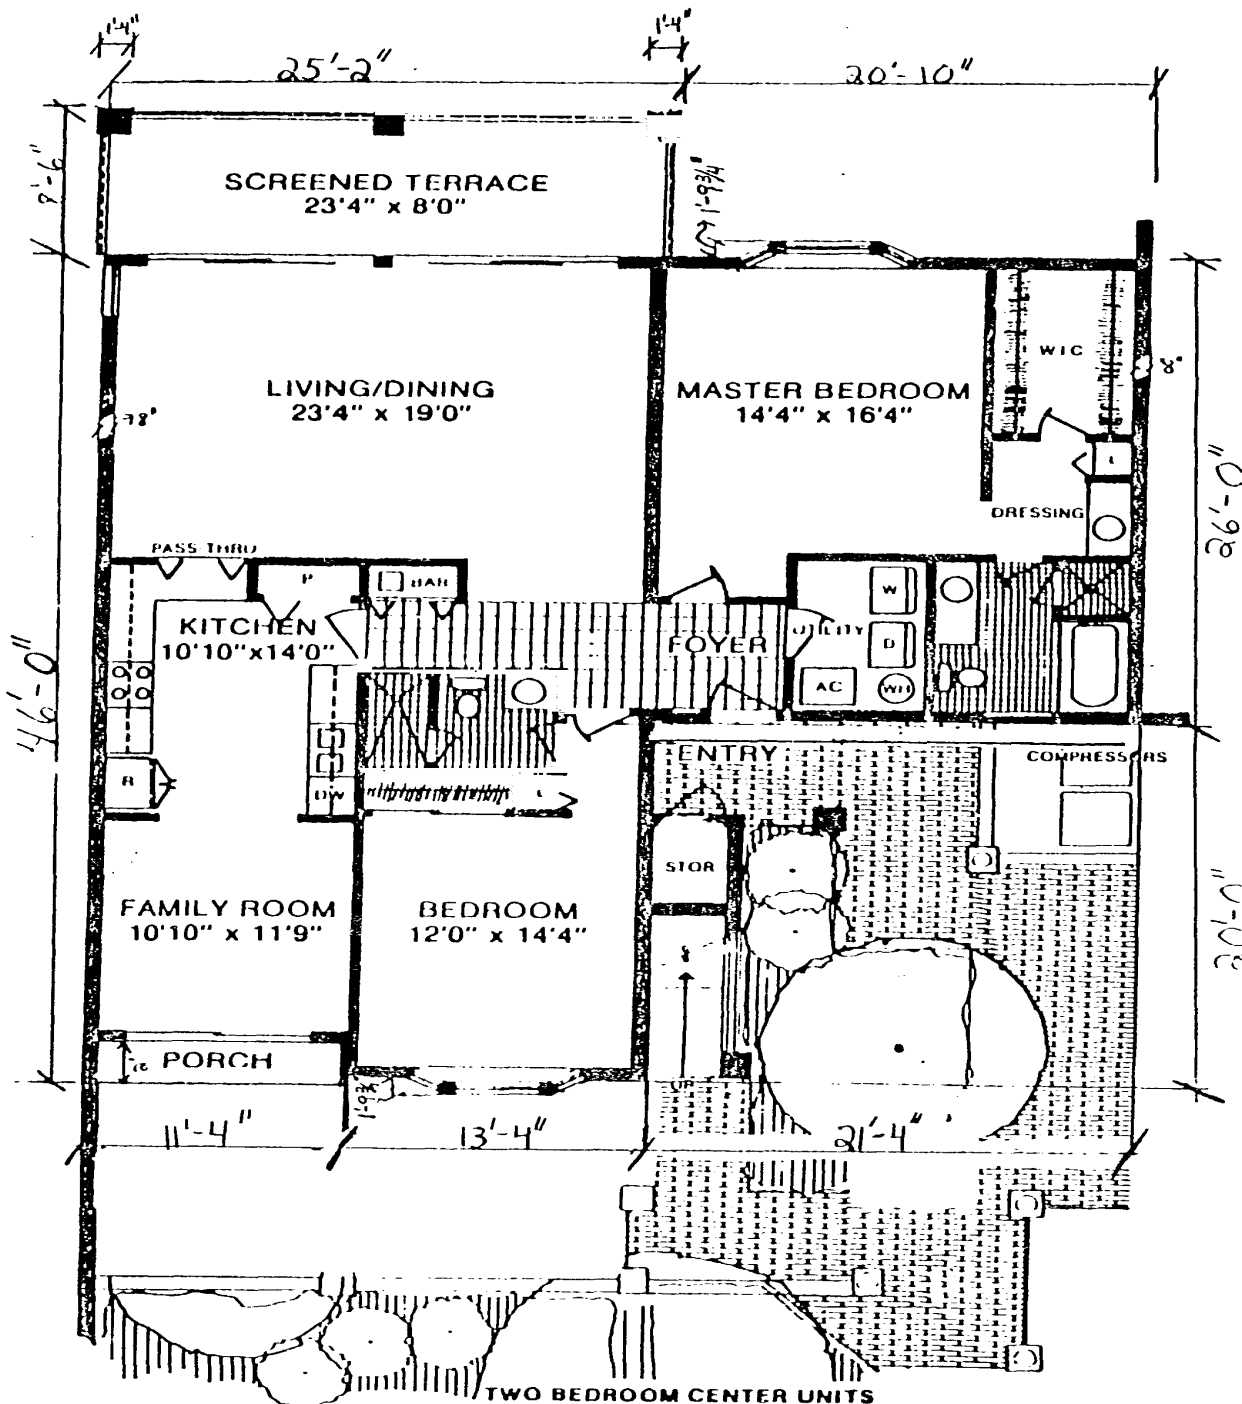 1'-4"
1'-4"
25'-2"
20'-10"
SCREENED TERRACE
23'4" x 8'0"
1'-9¾"
LIVING/DINING
23'4" x 19'0"
MASTER BEDROOM
14'4" x 16'4"
WIC
8"
26'-0"
DRESSING
L
PASS-THRU
P
BAR
KITCHEN
10'10"x14'0"
FOYER
UTILITY
W
D
AC
WH
46'-0"
R
DW
L
ENTRY
COMPRESSORS
STOR
FAMILY ROOM
10'10" x 11'9"
BEDROOM
12'0" x 14'4"
20'-0"
PORCH
UP
1'-9¾"
11'-4"
13'-4"
21'-4"
TWO BEDROOM CENTER UNITS